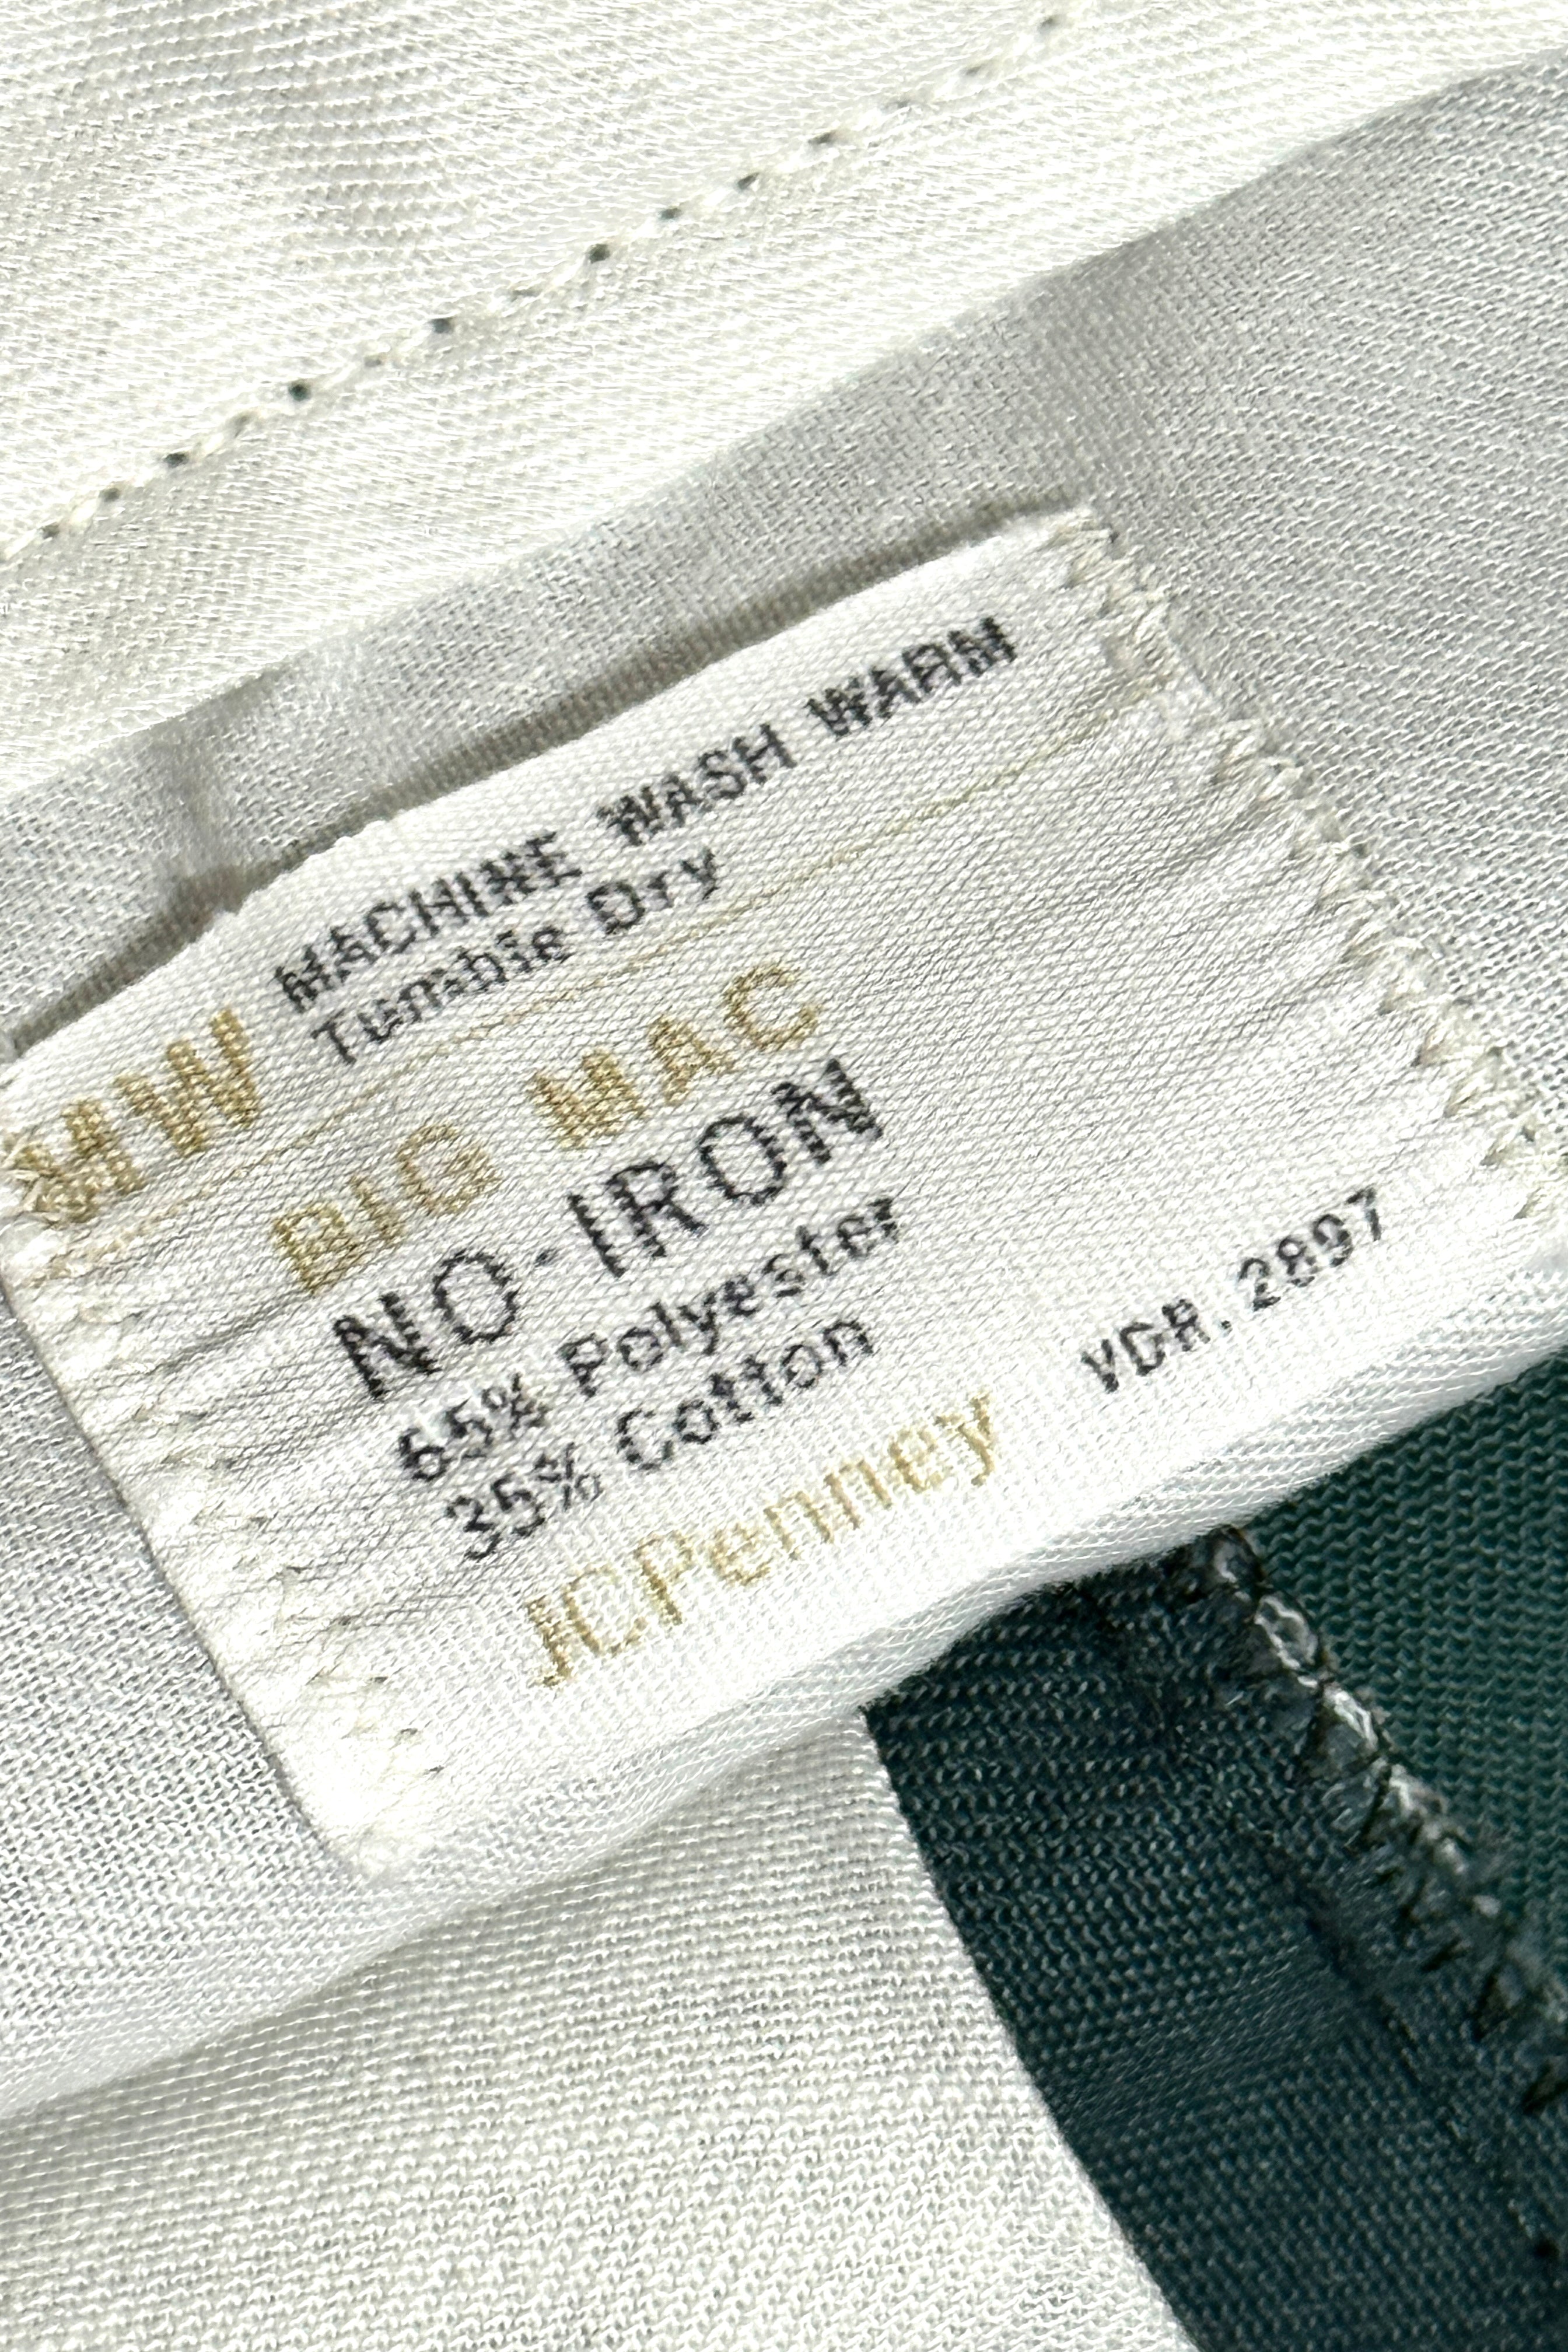 MW
MACHINE WASH WARM
Tumble Dry
BIG MAC
NO-IRON
65% Polyester
35% Cotton
JCPenney
VDR. 2897